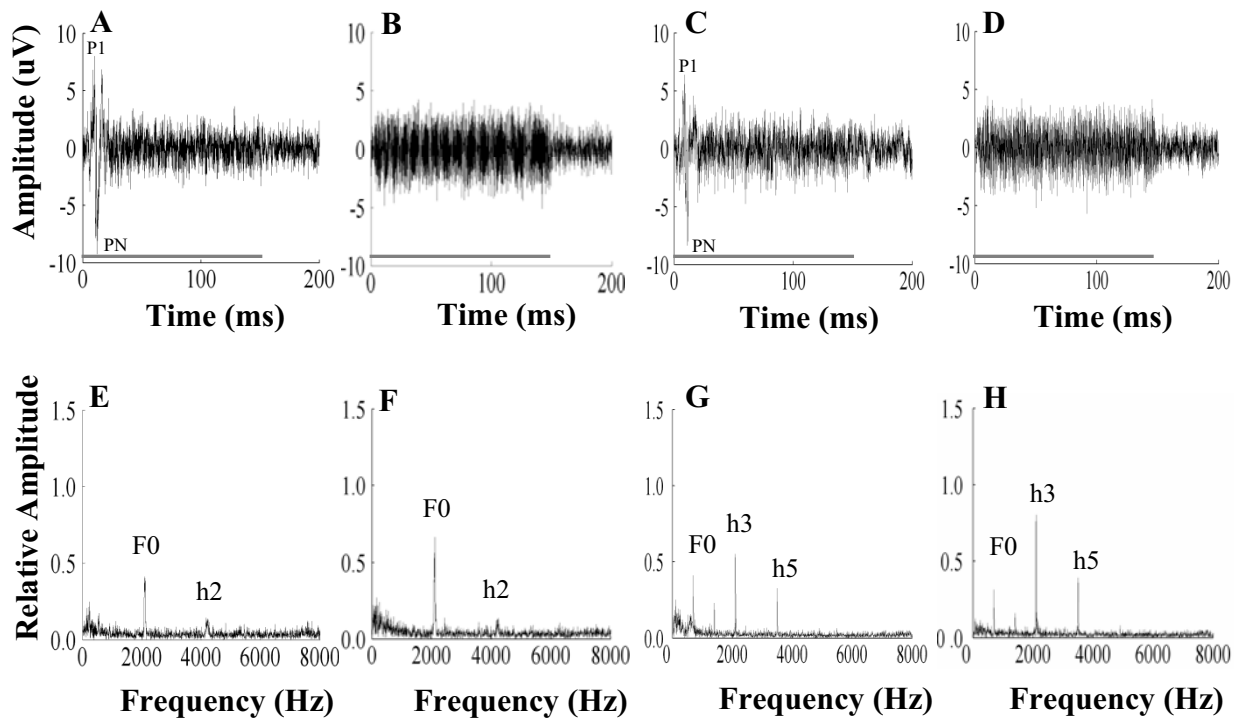 A
B
C
D
Amplitude (uV)
10
5
0
-5
-10
P1
PN
0
100
200
Time (ms)
10
5
0
-5
-10
0
100
200
Time (ms)
10
5
0
-5
-10
P1
PN
0
100
200
Time (ms)
10
5
0
-5
-10
0
100
200
Time (ms)
E
F
G
H
Relative Amplitude
1.5
1.0
0.5
0.0
F0
h2
0 2000 4000 6000 8000
Frequency (Hz)
1.5
1.0
0.5
0.0
F0
h2
0 2000 4000 6000 8000
Frequency (Hz)
1.5
1.0
0.5
0.0
F0
h3
h5
0 2000 4000 6000 8000
Frequency (Hz)
1.5
1.0
0.5
0.0
F0
h3
h5
0 2000 4000 6000 8000
Frequency (Hz)